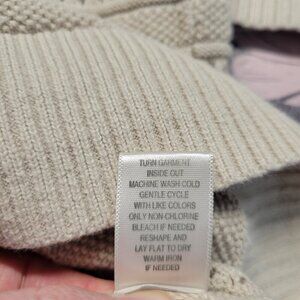 TURN GARMENT
INSIDE OUT
MACHINE WASH COLD
GENTLE CYCLE
WITH LIKE COLORS
ONLY NON-CHLORINE
BLEACH IF NEEDED
RESHAPE AND
LAY FLAT TO DRY
WARM IRON
IF NEEDED